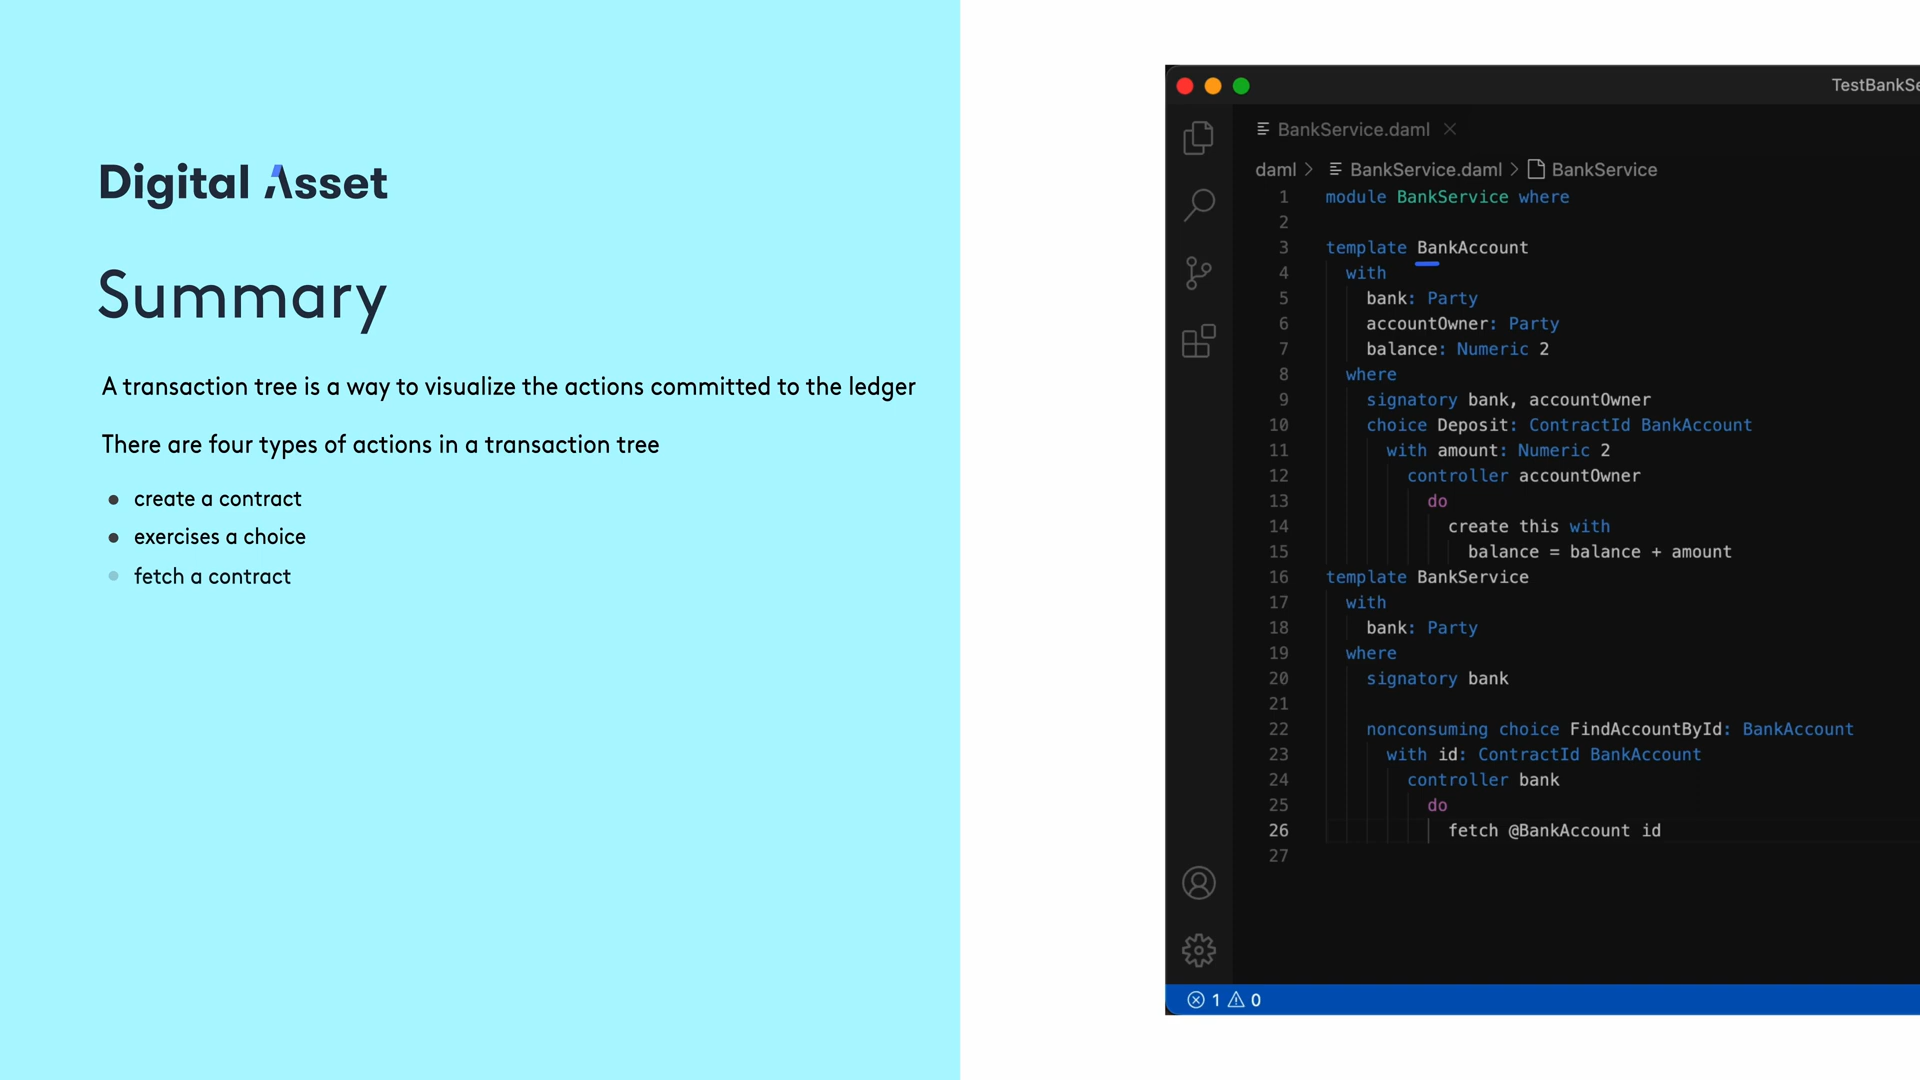 Digital Asset
Summary
A transaction tree is a way to visualize the actions committed to the ledger
There are four types of actions in a transaction tree
create a contract
exercises a choice
fetch a contract
TestBankSe
BankService.daml
daml > BankService.daml > BankService
1 module BankService where
2
3 template BankAccount
4 with
5 bank: Party
6 accountOwner: Party
7 balance: Numeric 2
8 where
9 signatory bank, accountOwner
10 choice Deposit: ContractId BankAccount
11 with amount: Numeric 2
12 controller accountOwner
13 do
14 create this with
15 balance = balance + amount
16 template BankService
17 with
18 bank: Party
19 where
20 signatory bank
21
22 nonconsuming choice FindAccountById: BankAccount
23 with id: ContractId BankAccount
24 controller bank
25 do
26 fetch @BankAccount id
27
1 0